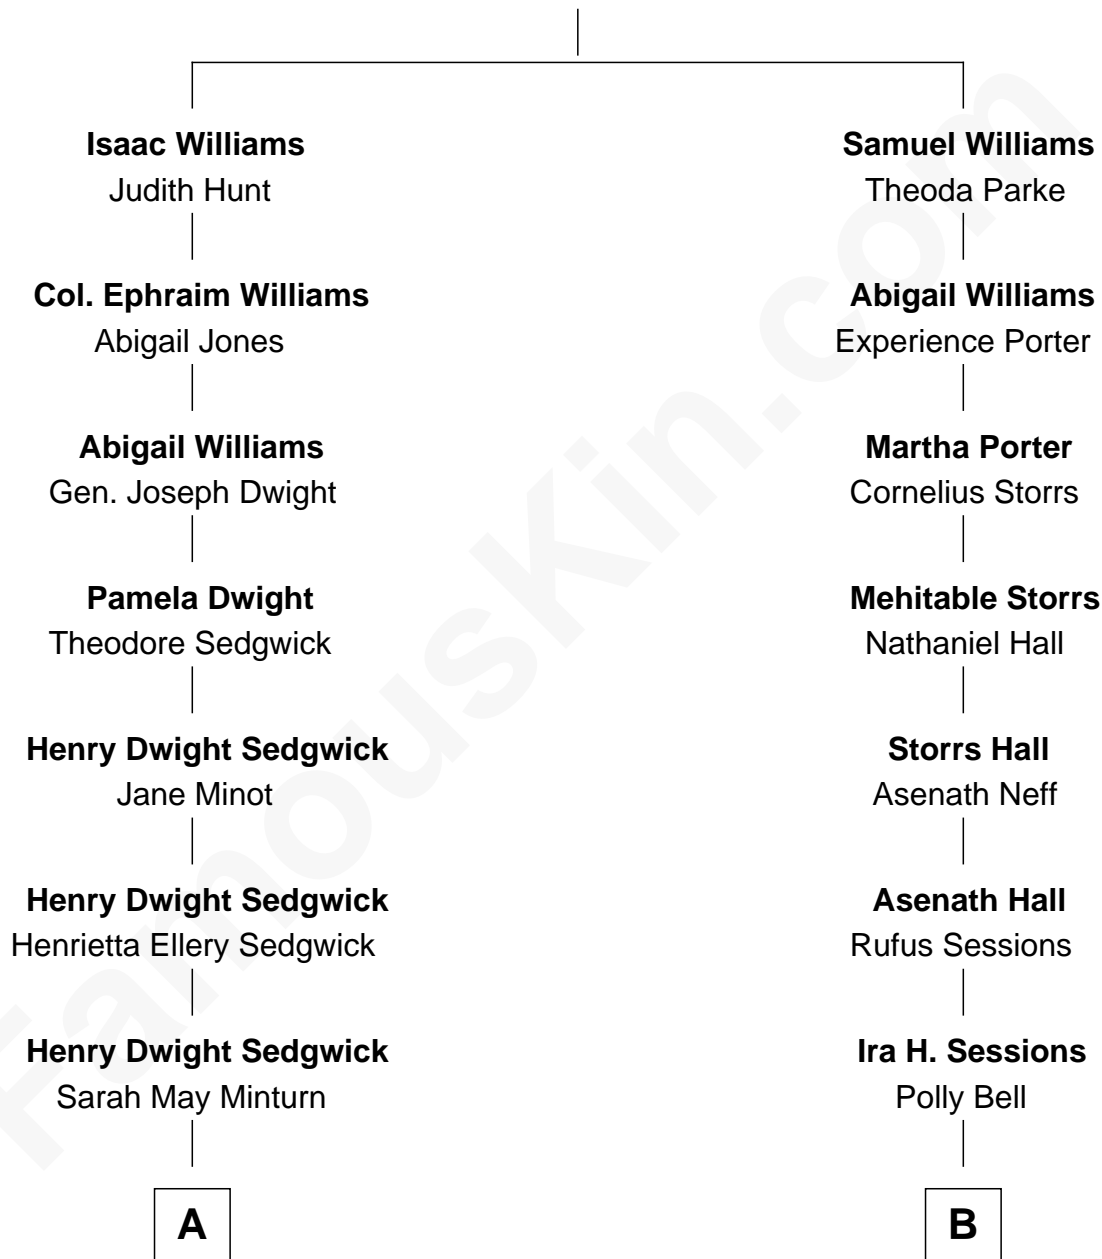 Isaac Williams
Judith Hunt
Samuel Williams
Theoda Parke
Col. Ephraim Williams
Abigail Jones
Abigail Williams
Experience Porter
Abigail Williams
Gen. Joseph Dwight
Martha Porter
Cornelius Storrs
Pamela Dwight
Theodore Sedgwick
Mehitable Storrs
Nathaniel Hall
Henry Dwight Sedgwick
Jane Minot
Storrs Hall
Asenath Neff
Henry Dwight Sedgwick
Henrietta Ellery Sedgwick
Asenath Hall
Rufus Sessions
Henry Dwight Sedgwick
Sarah May Minturn
Ira H. Sessions
Polly Bell
A
B
FamousKin.com